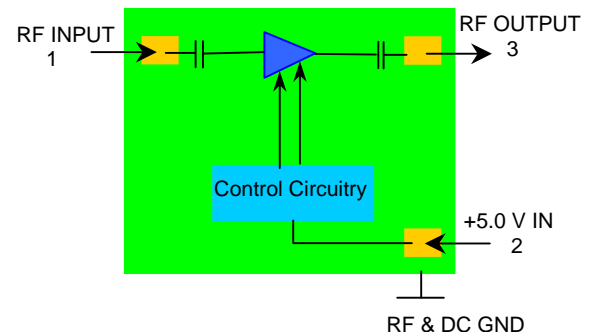 RF INPUT
1
RF OUTPUT
3
Control Circuitry
+5.0 V IN
2
RF & DC GND